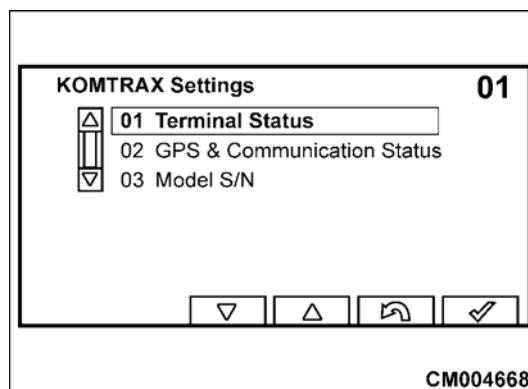 KOMTRAX Settings 01
01 Terminal Status
02 GPS & Communication Status
03 Model S/N
CM004668